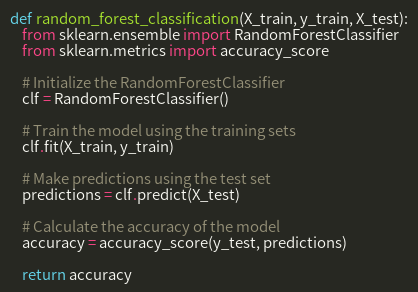 def random_forest_classification(X_train, y_train, X_test):
from sklearn.ensemble import RandomForestClassifier
from sklearn.metrics import accuracy_score
# Initialize the RandomForestClassifier
clf = RandomForestClassifier()
# Train the model using the training sets
clf.fit(X_train, y_train)
# Make predictions using the test set
predictions = clf.predict(X_test)
# Calculate the accuracy of the model
accuracy = accuracy_score(y_test, predictions)
return accuracy